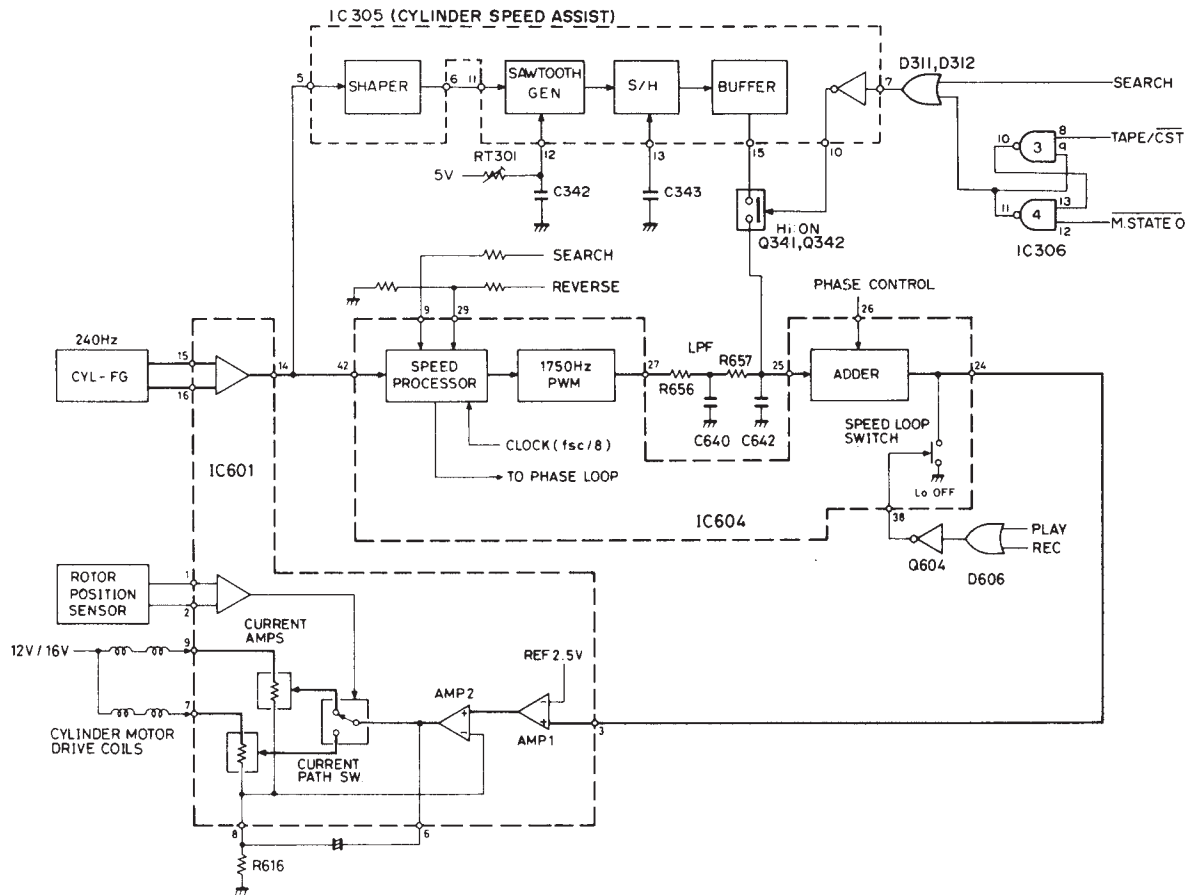 IC305 (CYLINDER SPEED ASSIST)
D311,D312
5
SHAPER
6
11
SAWTOOTH
GEN
S/H
BUFFER
7
SEARCH
12
13
15
10
RT301
5V
C342
C343
10
3
8
9
TAPE/CST
11
4
13
12
M.STATE 0
IC306
Hi:ON
Q341,Q342
SEARCH
REVERSE
PHASE CONTROL
9
29
26
240Hz
CYL-FG
15
16
14
42
SPEED
PROCESSOR
1750Hz
PWM
27
LPF
R656
R657
25
ADDER
24
C640
C642
CLOCK (fsc/8)
TO PHASE LOOP
SPEED LOOP
SWITCH
Lo OFF
IC601
IC604
38
PLAY
REC
Q604
D606
ROTOR
POSITION
SENSOR
1
2
CURRENT
AMPS
12V/16V
9
REF 2.5V
AMP2
+
-
-
+
AMP1
3
7
CYLINDER MOTOR
DRIVE COILS
CURRENT
PATH SW.
8
6
R616